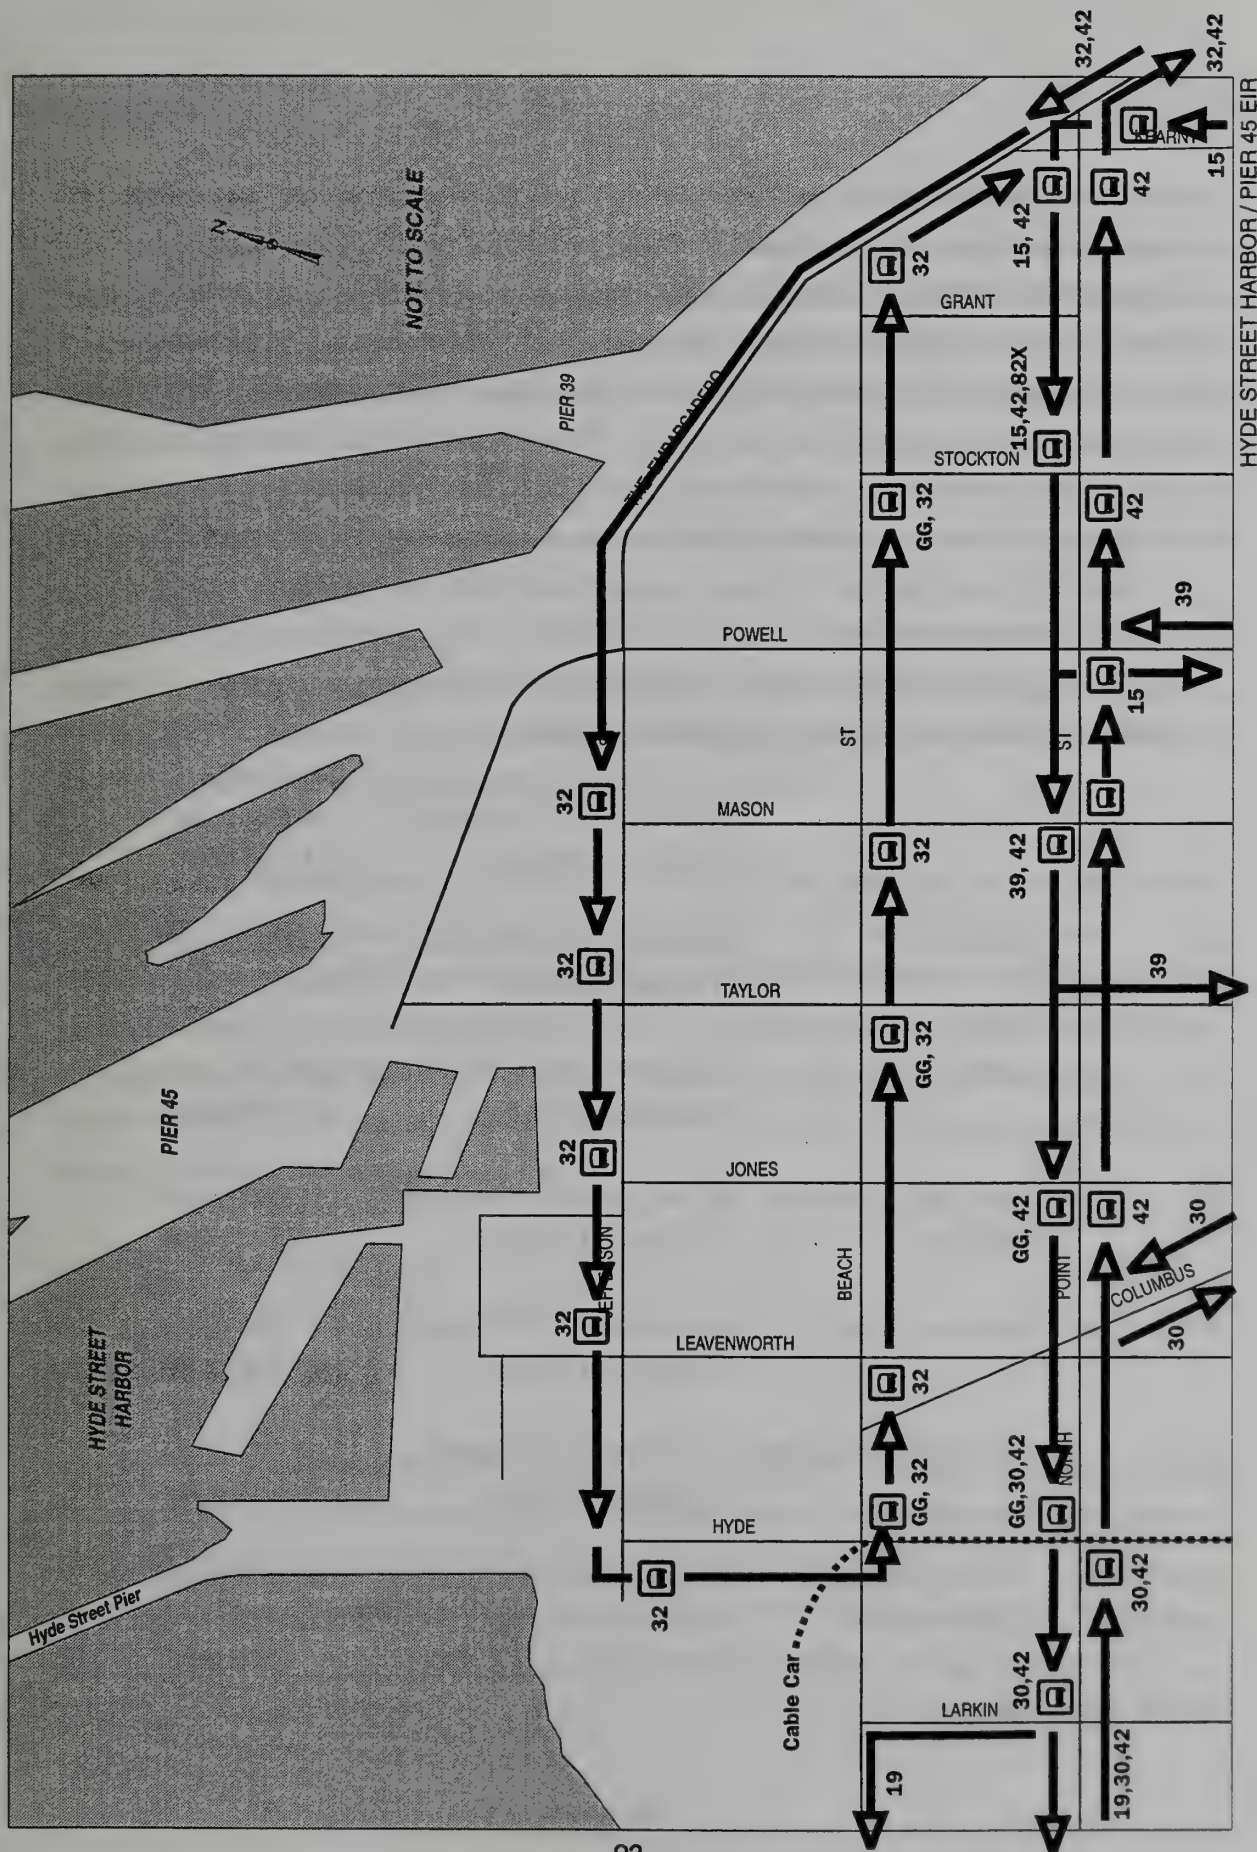 HYDE STREET HARBOR / PIER 45 EIR
N
NOT TO SCALE
PIER 39
PIER 45
HYDE STREET
HARBOR
Hyde Street Pier
THE EMBARCADERO
32,42
32,42
KEARNY
15
42
15, 42
32
GRANT
15,42,82X
STOCKTON
GG, 32
42
39
POWELL
15
ST
ST
MASON
32
32
39, 42
TAYLOR
32
39
GG, 32
JONES
32
GG, 42
42
30
30
COLUMBUS
POINT
BEACH
JEFFERSON
LEAVENWORTH
32
32
NORTH
GG, 32
GG,30,42
HYDE
32
30,42
Cable Car
30,42
LARKIN
19
19,30,42